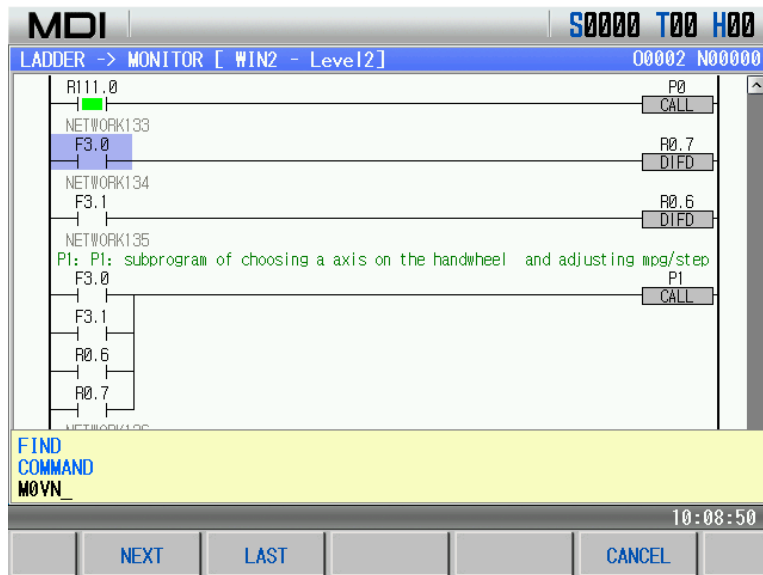 MDI S0000 T00 H00
LADDER -> MONITOR [ WIN2 - Level2] O0002 N00000
R111.0 P0
CALL
NETWORK133
F3.0 R0.7
DIFD
NETWORK134
F3.1 R0.6
DIFD
NETWORK135
P1: P1: subprogram of choosing a axis on the handwheel and adjusting mpg/step
F3.0 P1
CALL
F3.1
R0.6
R0.7
FIND
COMMAND
MOVN_
10:08:50
NEXT LAST CANCEL